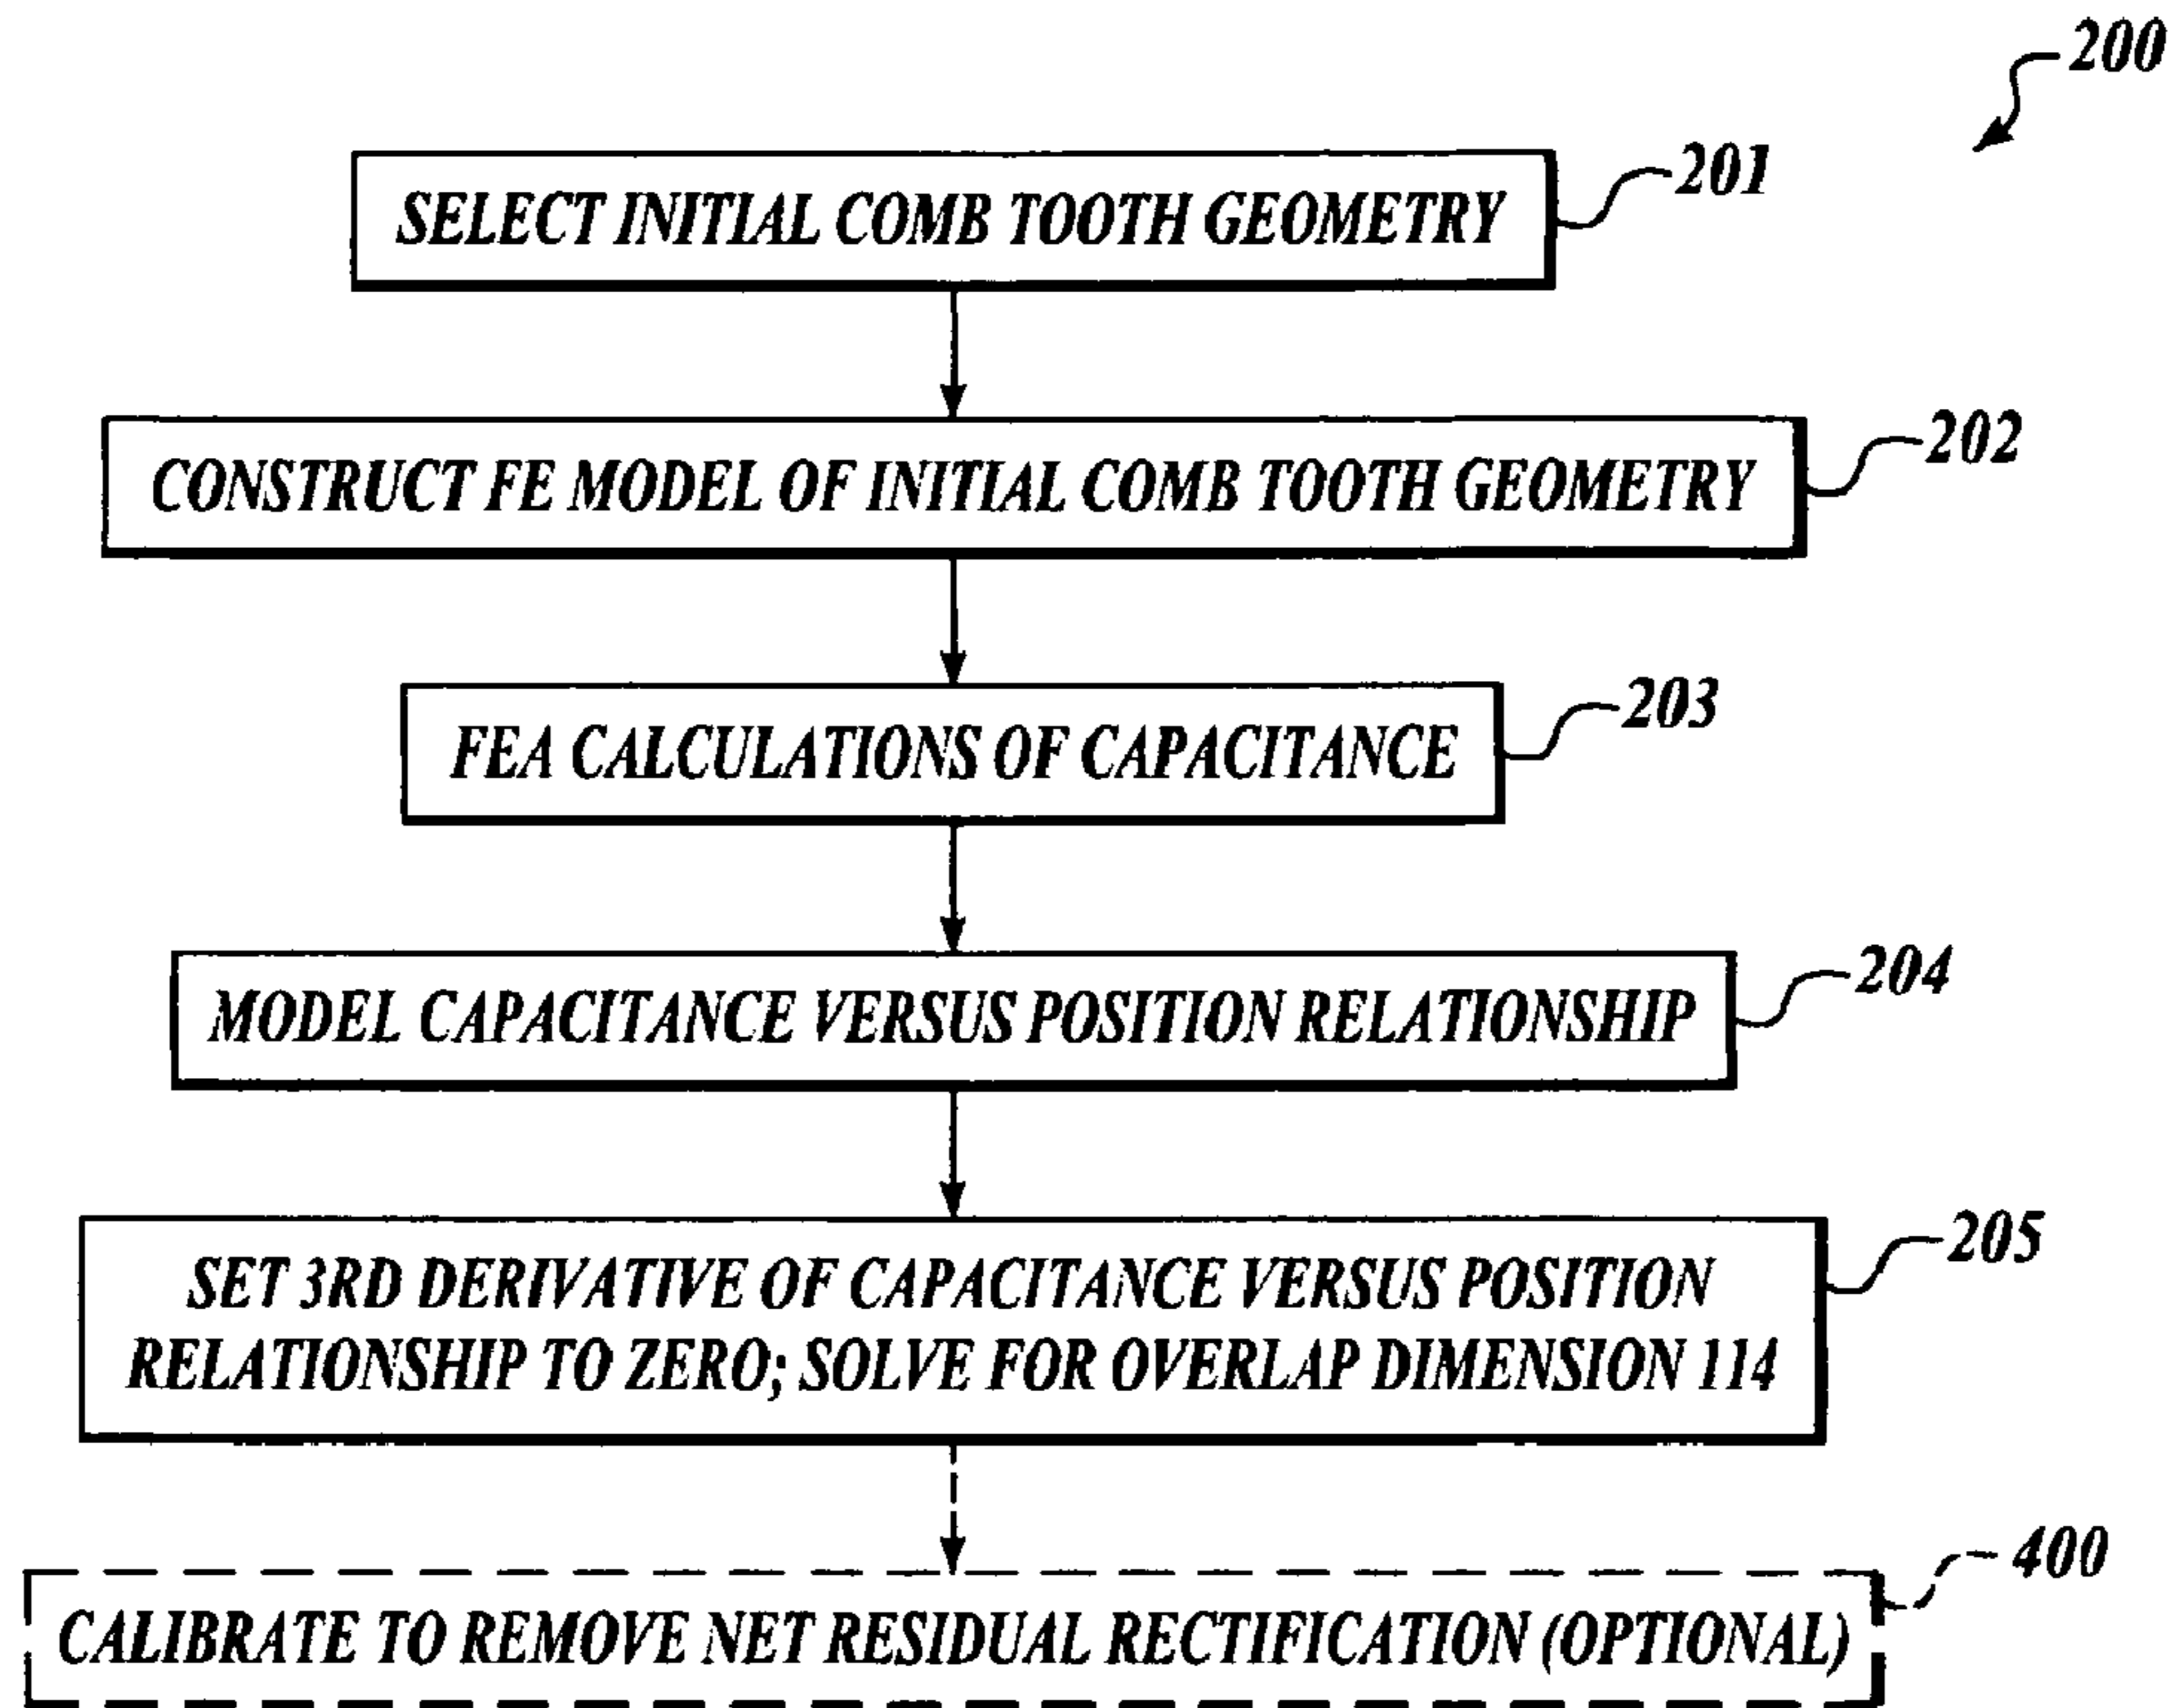 200
SELECT INITIAL COMB TOOTH GEOMETRY
201
CONSTRUCT FE MODEL OF INITIAL COMB TOOTH GEOMETRY
202
FEA CALCULATIONS OF CAPACITANCE
203
MODEL CAPACITANCE VERSUS POSITION RELATIONSHIP
204
SET 3RD DERIVATIVE OF CAPACITANCE VERSUS POSITION
RELATIONSHIP TO ZERO; SOLVE FOR OVERLAP DIMENSION 114
205
CALIBRATE TO REMOVE NET RESIDUAL RECTIFICATION (OPTIONAL)
400